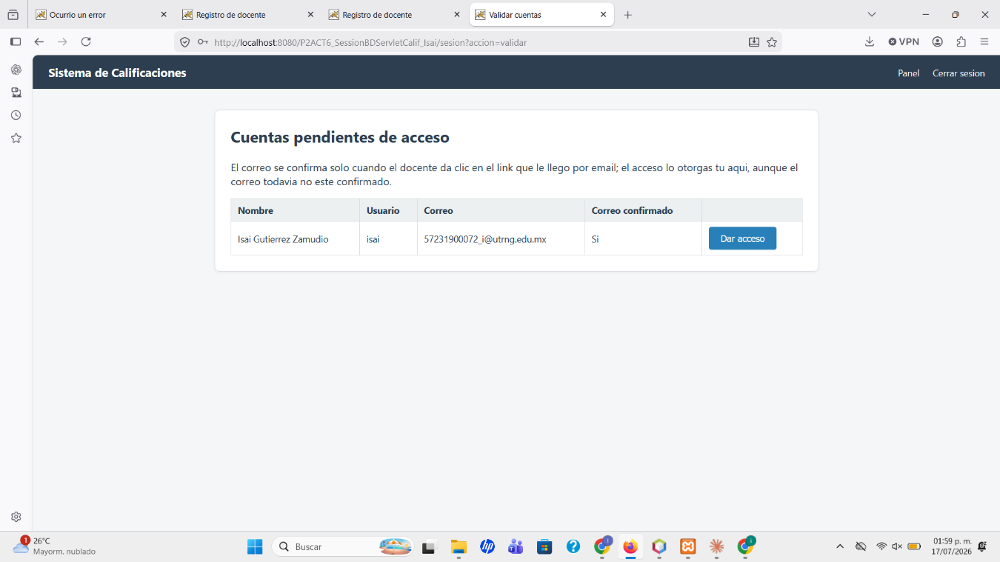 Ocurrio un error
Registro de docente
Registro de docente
Validar cuentas
http://localhost:8080/P2ACT6_SessionBDServletCalif_Isai/sesion?accion=validar
VPN
Sistema de Calificaciones
Panel
Cerrar sesion
Cuentas pendientes de acceso
El correo se confirma solo cuando el docente da clic en el link que le llego por email; el acceso lo otorgas tu aqui, aunque el
correo todavia no este confirmado.
Nombre Usuario Correo Correo confirmado
Isai Gutierrez Zamudio isai 57231900072_i@utrng.edu.mx Si Dar acceso
1
26°C
Mayorm. nublado
Buscar
hp
01:59 p. m.
17/07/2026